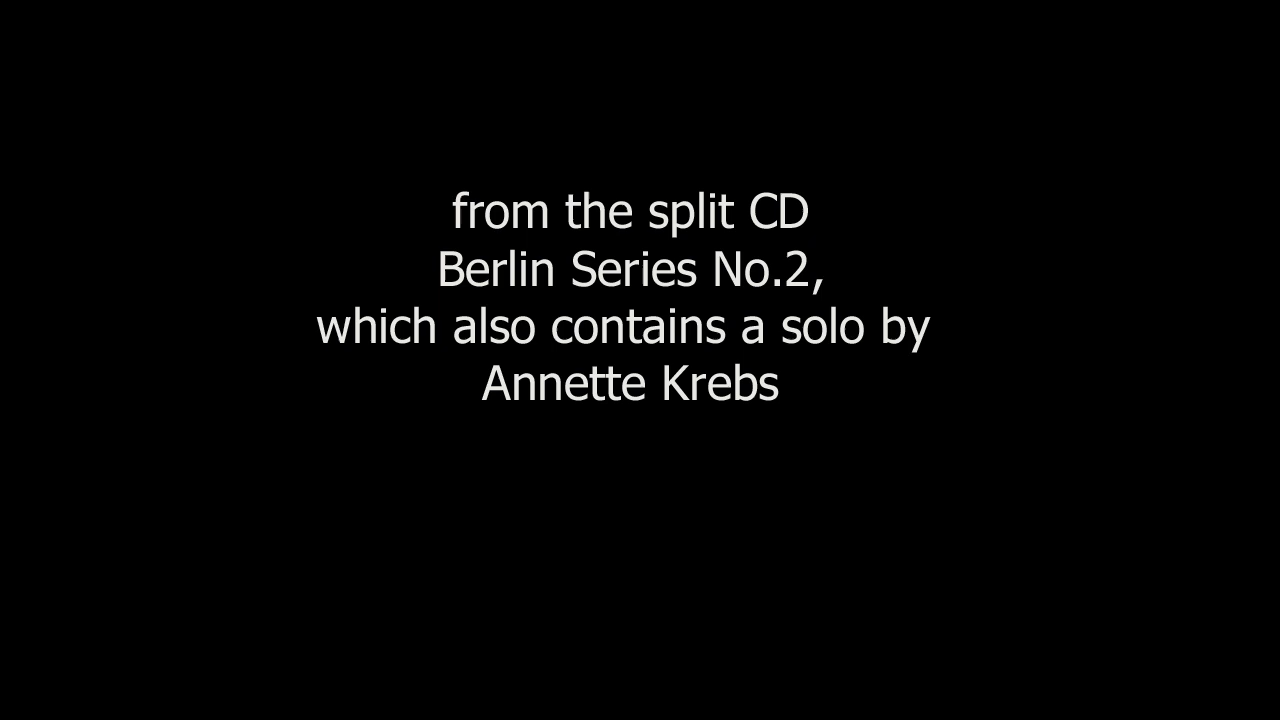 from the split CD
Berlin Series No.2,
which also contains a solo by
Annette Krebs